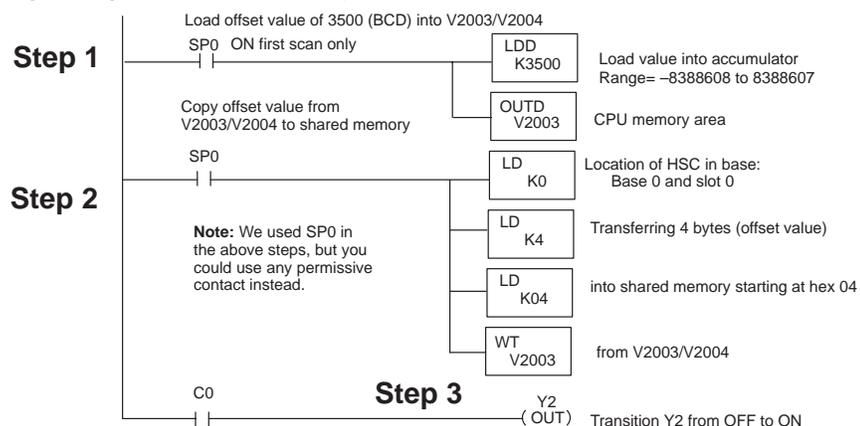 Load offset value of 3500 (BCD) into V2003/V2004
Step 1
SP0 ON first scan only
LDD
K3500
Load value into accumulator
Range= –8388608 to 8388607
Copy offset value from
V2003/V2004 to shared memory
OUTD
V2003
CPU memory area
SP0
Step 2
LD
K0
Location of HSC in base:
Base 0 and slot 0
Note: We used SP0 in
the above steps, but you
could use any permissive
contact instead.
LD
K4
Transferring 4 bytes (offset value)
LD
K04
into shared memory starting at hex 04
WT
V2003
from V2003/V2004
C0
Step 3
Y2
( OUT )
Transition Y2 from OFF to ON